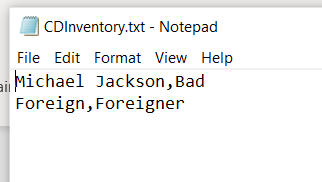 CDInventory.txt - Notepad
File Edit Format View Help
Michael Jackson,Bad
Foreign,Foreigner